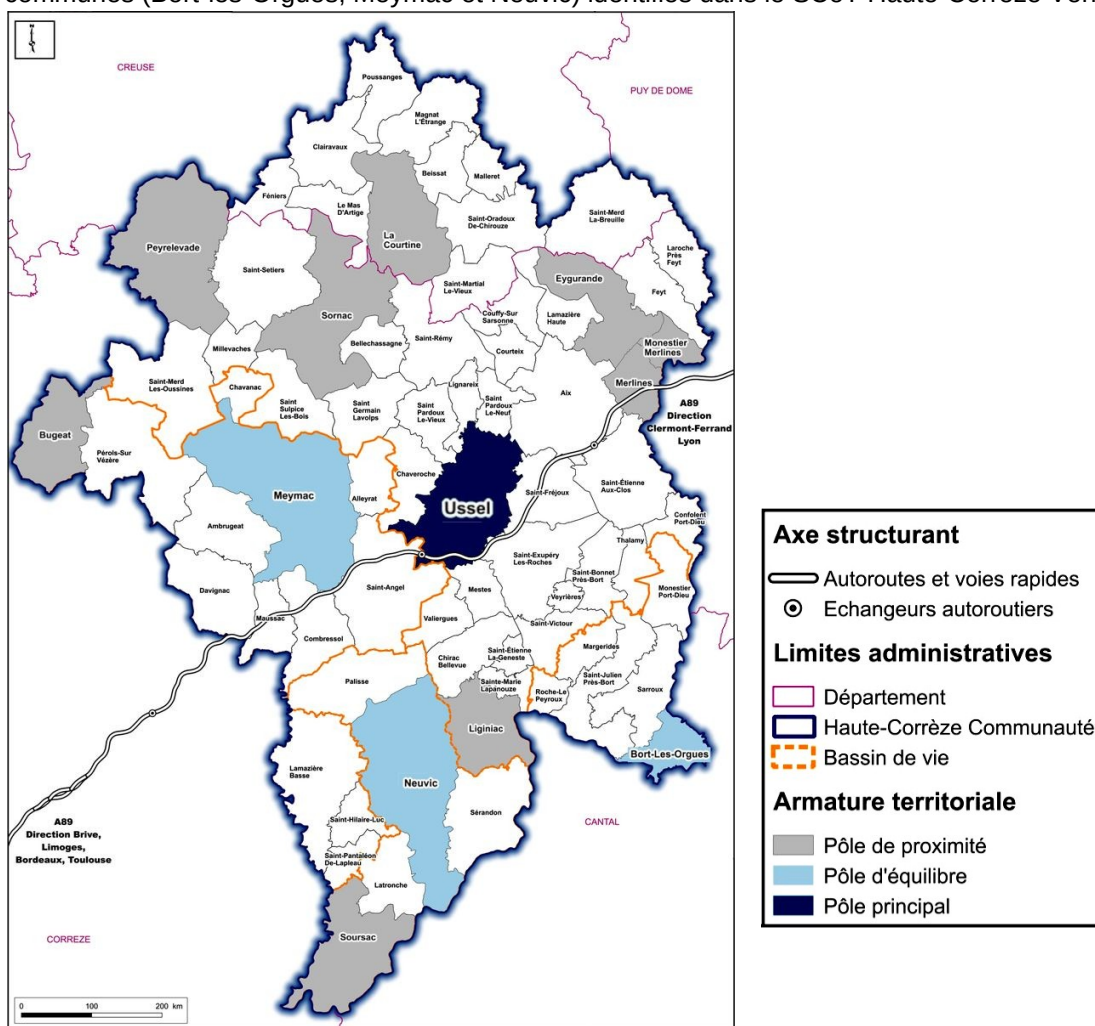 communes (Bort-les-Orgues, Meymac et Neuvic) identifiés dans le SCoT Haute-Corrèze Ven
CREUSE
PUY DE DOME
Poussanges
Magnat
L'Étrange
Clairavaux
Beissat
Malleret
Féniers
Le Mas
D'Artige
La
Courtine
Saint-Oradoux
De-Chirouze
Saint-Merd
La-Breuille
Peyrelevade
Saint-Setiers
Laroche
Près
Feyt
Eygurande
Saint-Martial
Le-Vieux
Feyt
Sornac
Couffy-Sur
Sarsonne
Lamazière
Haute
Monestier
Merlines
Millevaches
Bellechassagne
Saint-Rémy
Courteix
Merlines
Saint-Merd
Les-Oussines
Chavanac
Saint
Sulpice
Les-Bois
Saint
Germain
Lavolps
Saint
Pardoux
Le-Vieux
Lignareix
Saint
Pardoux
Le-Neuf
Aix
A89
Direction
Clermont-Ferrand
Lyon
Bugeat
Pérols-Sur
Vézère
Meymac
Alleyrat
Chaveroche
Ussel
Saint-Fréjoux
Saint-Étienne
Aux-Clos
Ambrugeat
Confolent
Port-Dieu
Thalamy
Davignac
Saint-Angel
Saint-Exupéry
Les-Roches
Saint-Bonnet
Près-Bort
Monestier
Port-Dieu
Mestes
Veyrières
Maussac
Combressol
Valiergues
Saint-Victour
Margerides
Chirac
Bellevue
Saint-Étienne
La-Geneste
Sainte-Marie
Lapanouze
Saint-Julien
Près-Bort
Palisse
Roche-Le
Peyroux
Sarroux
Liginiac
Bort-Les-Orgues
Lamazière
Basse
Neuvic
Sérandon
Saint-Hilaire-Luc
CANTAL
A89
Direction Brive,
Limoges,
Bordeaux, Toulouse
Saint-Pantaléon
De-Lapleau
Latronche
CORREZE
Soursac
0 100 200 km
Axe structurant
Autoroutes et voies rapides
Echangeurs autoroutiers
Limites administratives
Département
Haute-Corrèze Communauté
Bassin de vie
Armature territoriale
Pôle de proximité
Pôle d'équilibre
Pôle principal